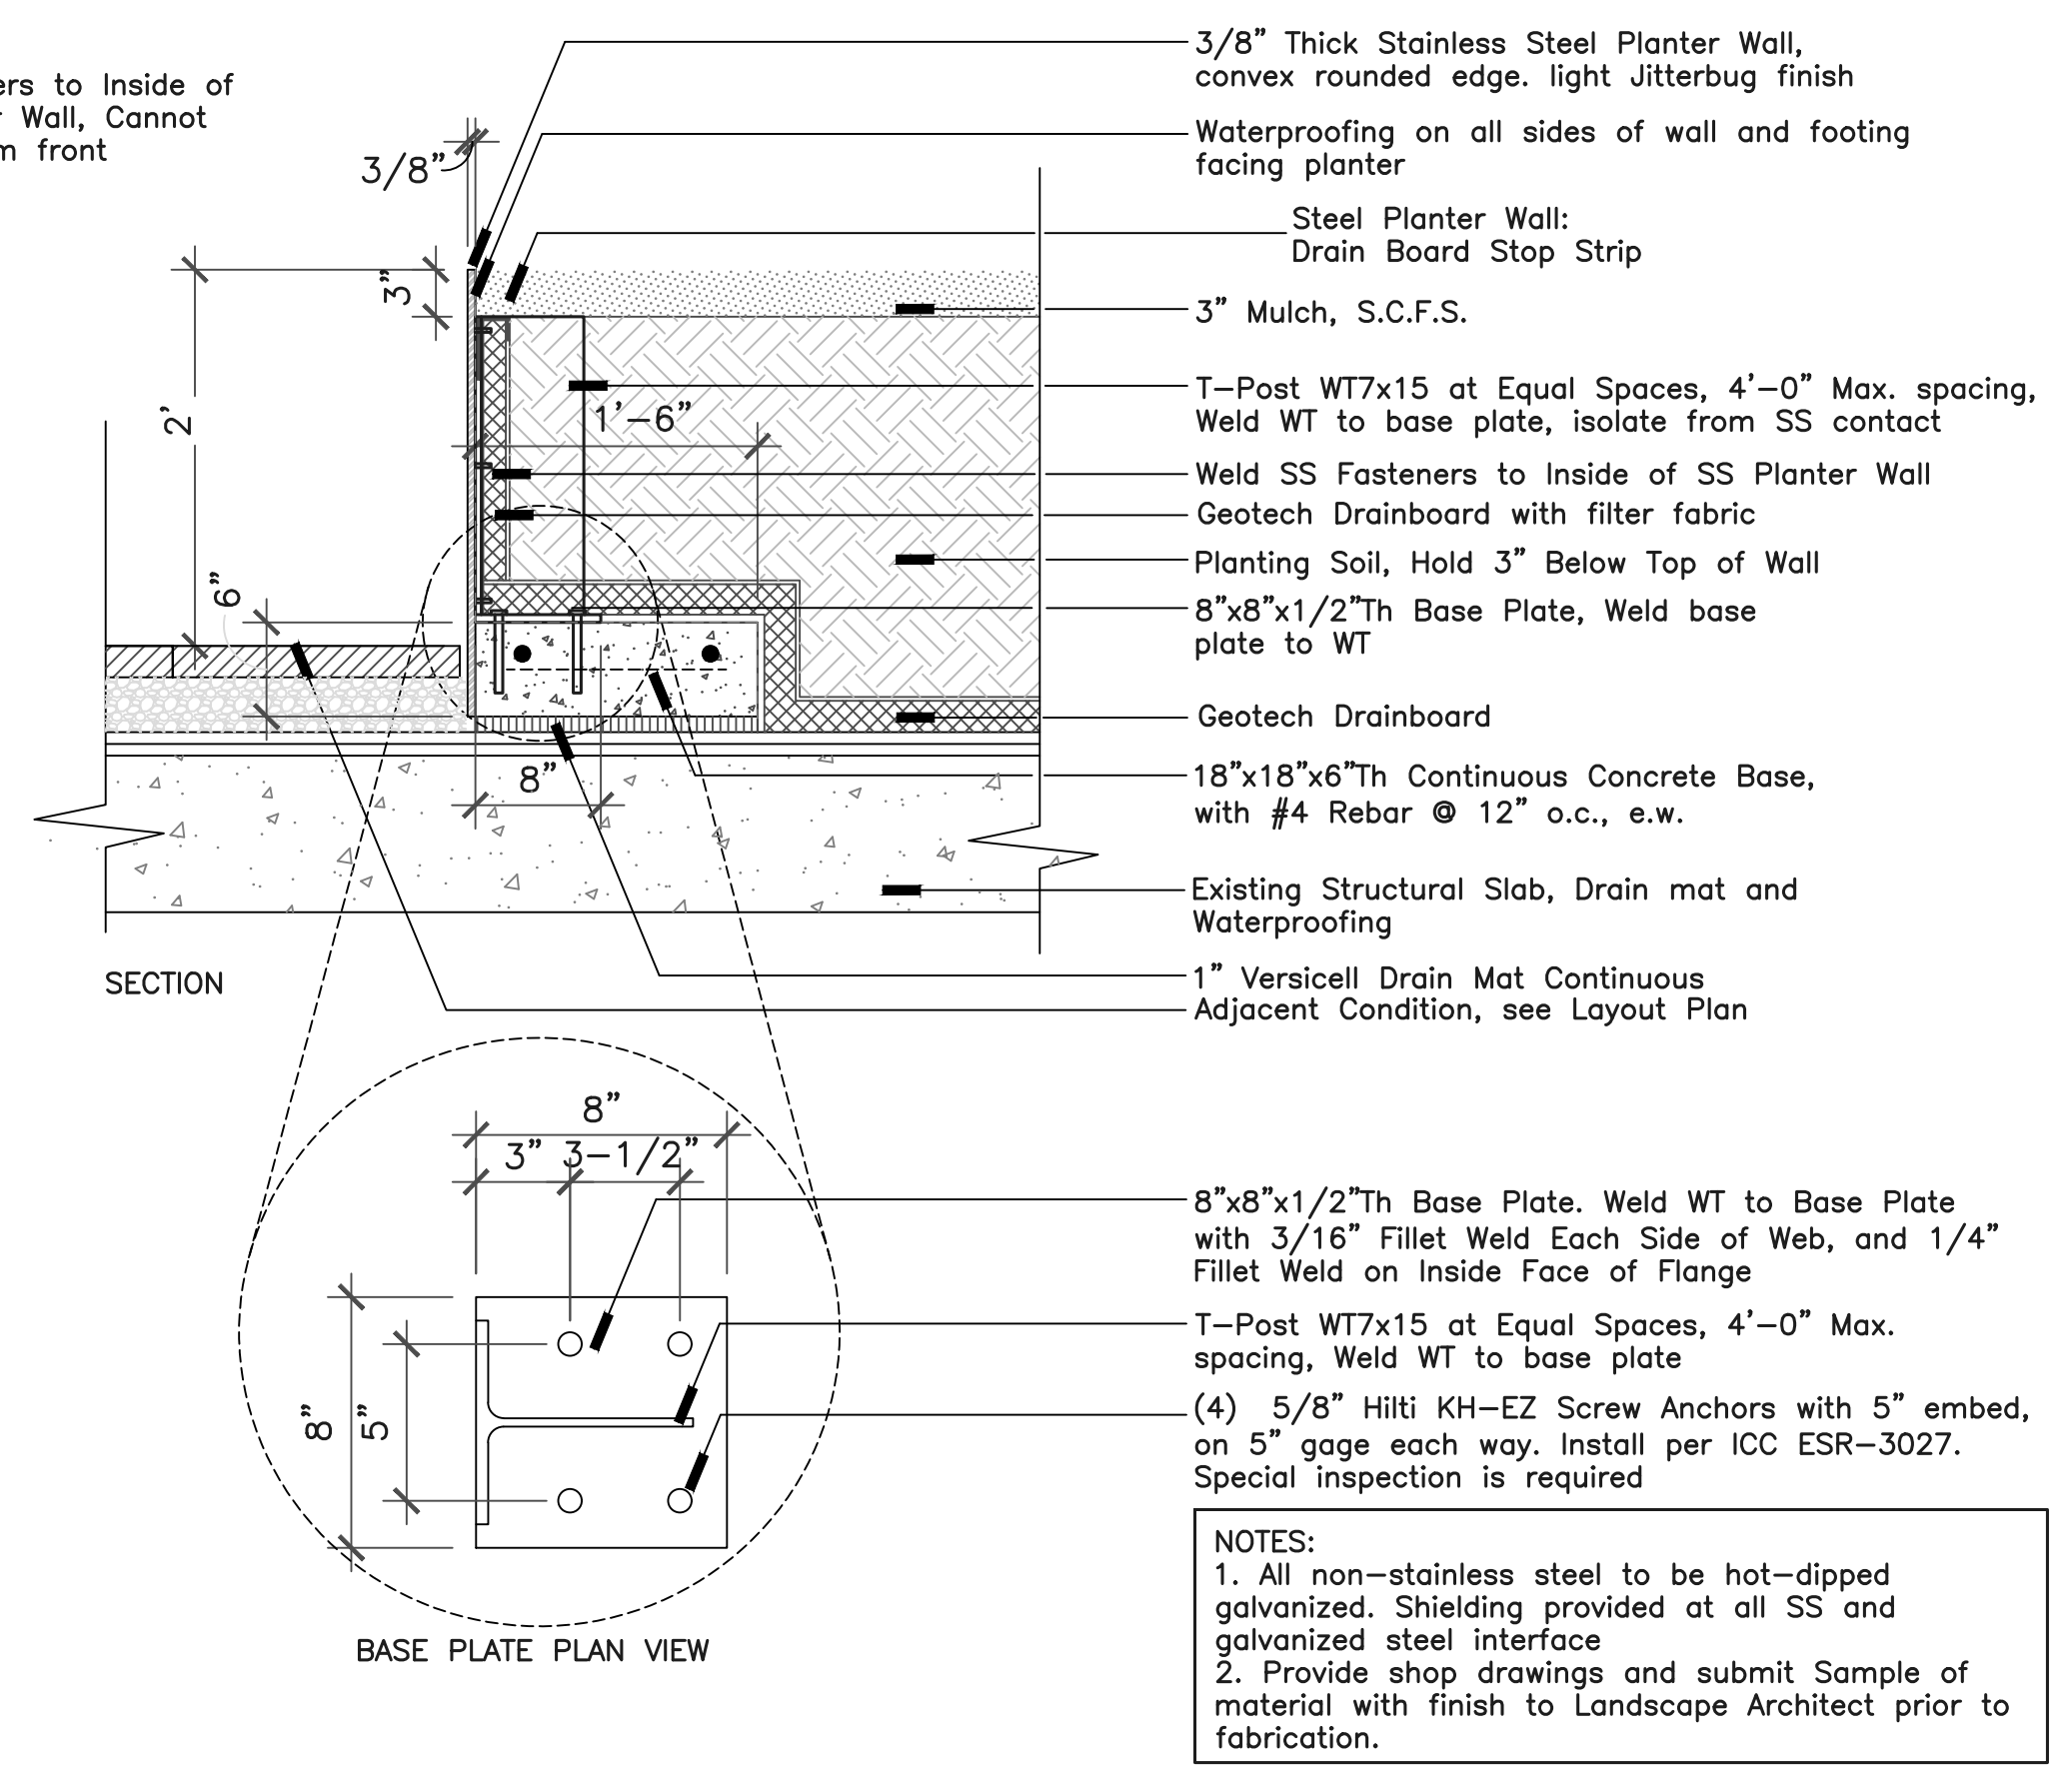 ers to Inside of
Wall, Cannot
front
3/8"
3"
2'
1'-6"
6"
8"
SECTION
3/8" Thick Stainless Steel Planter Wall,
convex rounded edge. light Jitterbug finish
Waterproofing on all sides of wall and footing
facing planter
Steel Planter Wall:
Drain Board Stop Strip
3" Mulch, S.C.F.S.
T-Post WT7x15 at Equal Spaces, 4'-0" Max. spacing,
Weld WT to base plate, isolate from SS contact
Weld SS Fasteners to Inside of SS Planter Wall
Geotech Drainboard with filter fabric
Planting Soil, Hold 3" Below Top of Wall
8"x8"x1/2"Th Base Plate, Weld base
plate to WT
Geotech Drainboard
18"x18"x6"Th Continuous Concrete Base,
with #4 Rebar @ 12" o.c., e.w.
Existing Structural Slab, Drain mat and
Waterproofing
1" Versicell Drain Mat Continuous
Adjacent Condition, see Layout Plan
8"
3" 3-1/2"
8"
5"
BASE PLATE PLAN VIEW
8"x8"x1/2"Th Base Plate. Weld WT to Base Plate
with 3/16" Fillet Weld Each Side of Web, and 1/4"
Fillet Weld on Inside Face of Flange
T-Post WT7x15 at Equal Spaces, 4'-0" Max.
spacing, Weld WT to base plate
(4) 5/8" Hilti KH-EZ Screw Anchors with 5" embed,
on 5" gage each way. Install per ICC ESR-3027.
Special inspection is required
NOTES:
1. All non-stainless steel to be hot-dipped
galvanized. Shielding provided at all SS and
galvanized steel interface
2. Provide shop drawings and submit Sample of
material with finish to Landscape Architect prior to
fabrication.